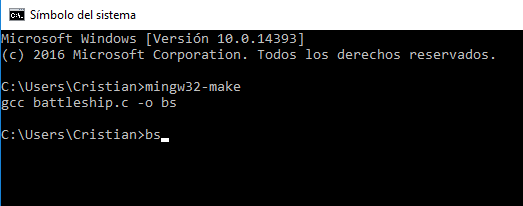 Símbolo del sistema
Microsoft Windows [Versión 10.0.14393]
(c) 2016 Microsoft Corporation. Todos los derechos reservados.
C:\Users\Cristian>mingw32-make
gcc battleship.c -o bs
C:\Users\Cristian>bs